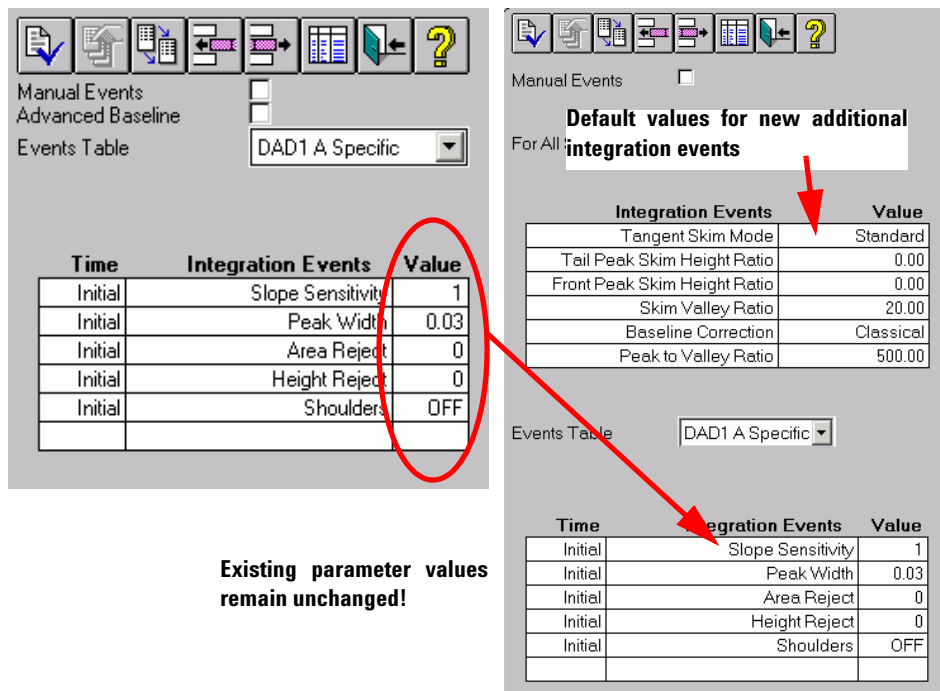 Manual Events
Advanced Baseline
Events Table DAD1 A Specific
Time Integration Events Value
Initial Slope Sensitivity 1
Initial Peak Width 0.03
Initial Area Reject 0
Initial Height Reject 0
Initial Shoulders OFF
Existing parameter values
remain unchanged!
Manual Events
Default values for new additional
For All
integration events
Integration Events Value
Tangent Skim Mode Standard
Tail Peak Skim Height Ratio 0.00
Front Peak Skim Height Ratio 0.00
Skim Valley Ratio 20.00
Baseline Correction Classical
Peak to Valley Ratio 500.00
Events Table DAD1 A Specific
Time Integration Events Value
Initial Slope Sensitivity 1
Initial Peak Width 0.03
Initial Area Reject 0
Initial Height Reject 0
Initial Shoulders OFF